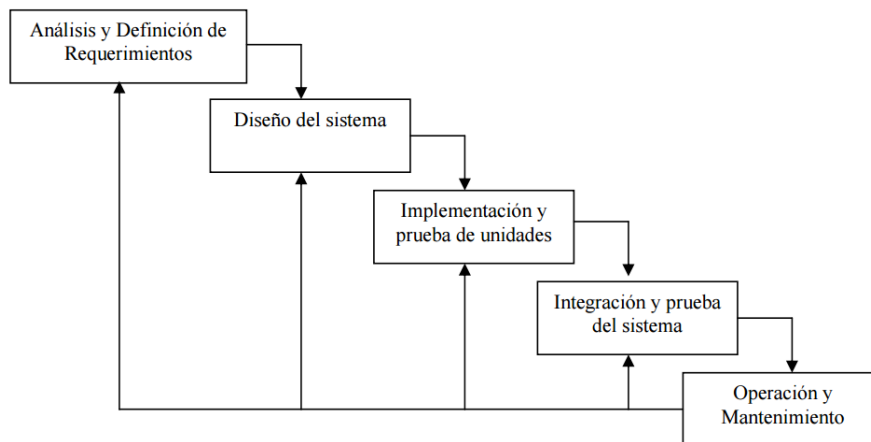 Análisis y Definición de
Requerimientos
Diseño del sistema
Implementación y
prueba de unidades
Integración y prueba
del sistema
Operación y
Mantenimiento